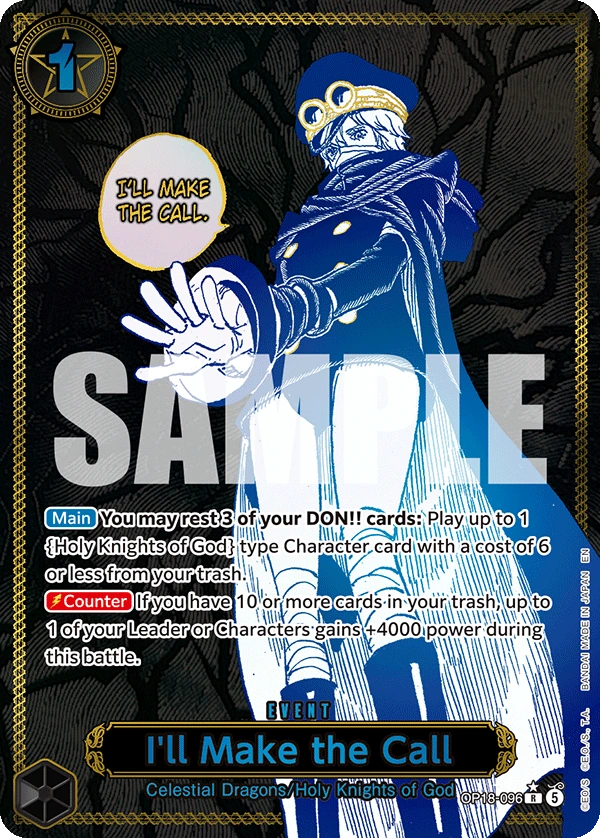 1
I'LL MAKE
THE CALL.
SAMPLE
Main You may rest 3 of your DON!! cards: Play up to 1
{Holy Knights of God} type Character card with a cost of 6
or less from your trash.
Counter If you have 10 or more cards in your trash, up to
1 of your Leader or Characters gains +4000 power during
this battle.
EVENT
I'll Make the Call
Celestial Dragons/Holy Knights of God
OP18-096 R 5
©E.O/S ©E.O./S., T.A. BANDAI MADE IN JAPAN EN